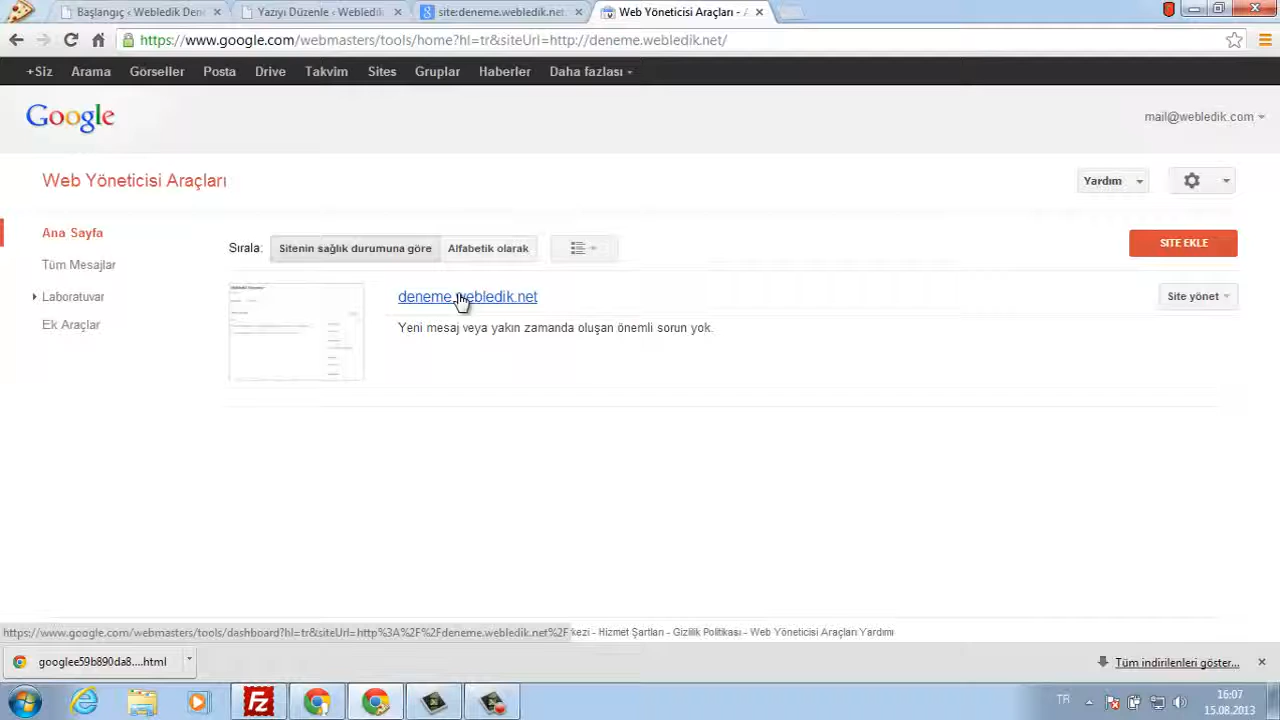 Başlangıç ‹ Webledik Den
Yazıyı Düzenle ‹ Webledi
site:deneme.webledik.net
Web Yöneticisi Araçları - A
https://www.google.com/webmasters/tools/home?hl=tr&siteUrl=http://deneme.webledik.net/
+Siz Arama Görseller Posta Drive Takvim Sites Gruplar Haberler Daha fazlası
Google
mail@webledik.com
Web Yöneticisi Araçları
Yardım
Ana Sayfa
Tüm Mesajlar
Laboratuvar
Ek Araçlar
Sırala: Sitenin sağlık durumuna göre Alfabetik olarak
SITE EKLE
deneme.webledik.net
Site yönet
Yeni mesaj veya yakın zamanda oluşan önemli sorun yok.
https://www.google.com/webmasters/tools/dashboard?hl=tr&siteUrl=http%3A%2F%2Fdeneme.webledik.net%2F
kezi - Hizmet Şartları - Gizlilik Politikası - Web Yöneticisi Araçları Yardımı
googlee59b890da8....html
Tüm indirilenleri göster...
TR
16:07
15.08.2013